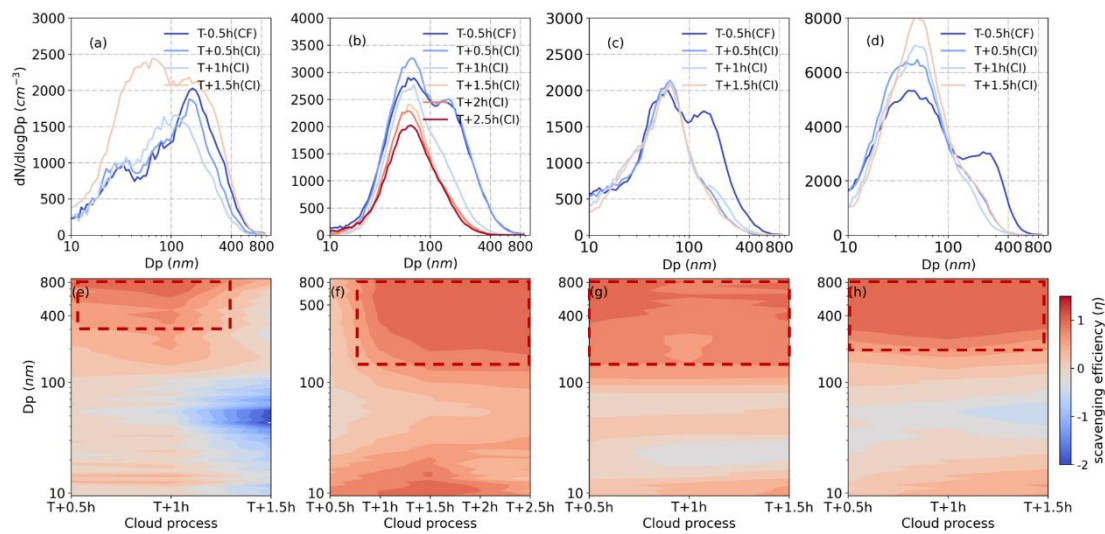 (a)
T-0.5h(CF)
T+0.5h(CI)
T+1h(CI)
T+1.5h(CI)
3000
2500
2000
1500
1000
500
0
10
100
400
800
dN/dlogDp (cm⁻³)
Dp (nm)
(b)
T-0.5h(CF)
T+0.5h(CI)
T+1h(CI)
T+1.5h(CI)
T+2h(CI)
T+2.5h(CI)
4000
3500
3000
2500
2000
1500
1000
500
0
10
100
400
800
Dp (nm)
(c)
T-0.5h(CF)
T+0.5h(CI)
T+1h(CI)
T+1.5h(CI)
3000
2500
2000
1500
1000
500
0
10
100
400 800
Dp (nm)
(d)
T-0.5h(CF)
T+0.5h(CI)
T+1h(CI)
T+1.5h(CI)
8000
6000
4000
2000
0
10
100
400 800
Dp (nm)
(e)
800
400
100
10
Dp (nm)
T+0.5h
T+1h
T+1.5h
Cloud process
(f)
800
500
100
10
T+0.5h
T+1h
T+1.5h
T+2h
T+2.5h
Cloud process
(g)
800
400
100
10
T+0.5h
T+1h
T+1.5h
Cloud process
(h)
800
400
100
10
T+0.5h
T+1h
T+1.5h
Cloud process
1
0
-1
-2
scavenging efficiency (η)